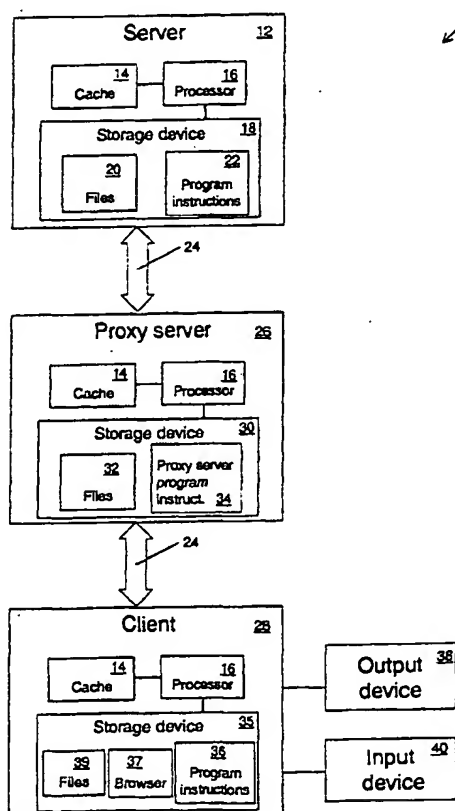 Server 12
14
Cache
16
Processor
Storage device 18
20
Files
22
Program
instructions
24
Proxy server 26
14
Cache
16
Processor
Storage device 30
32
Files
Proxy server
program
instruct. 34
24
Client 28
14
Cache
16
Processor
Storage device 35
39
Files
37
Browser
36
Program
instructions
Output 38
device
Input 40
device